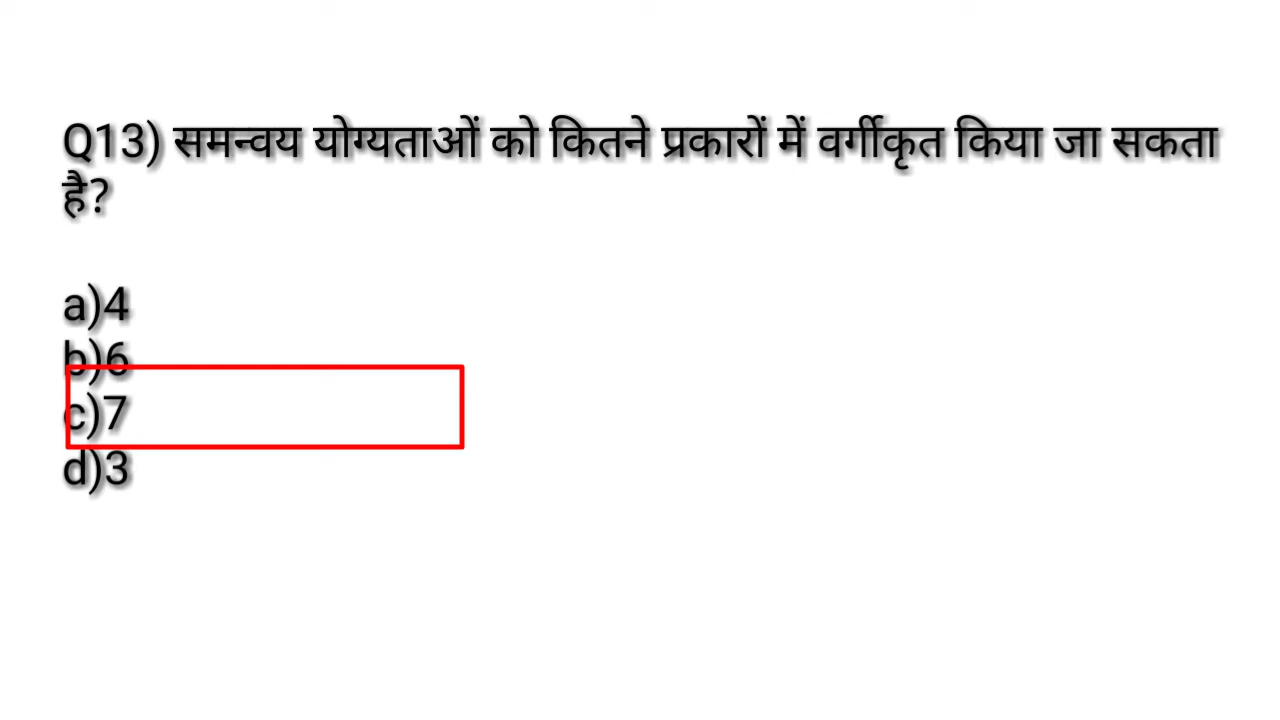 Q13) समन्वय योग्यताओं को कितने प्रकारों में वर्गीकृत किया जा सकता
है?
a)4
b)6
c)7
d)3